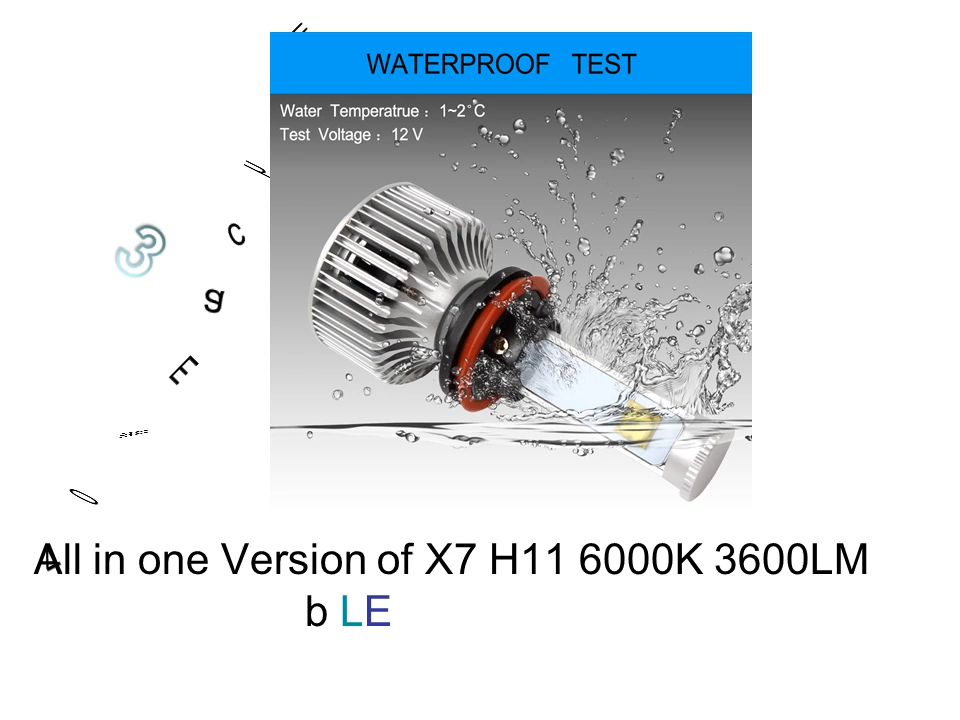 WATERPROOF TEST
Water Temperatrue : 1~2°C
Test Voltage : 12 V
3
c
g
E
All in one Version of X7 H11 6000K 3600LM
b LE